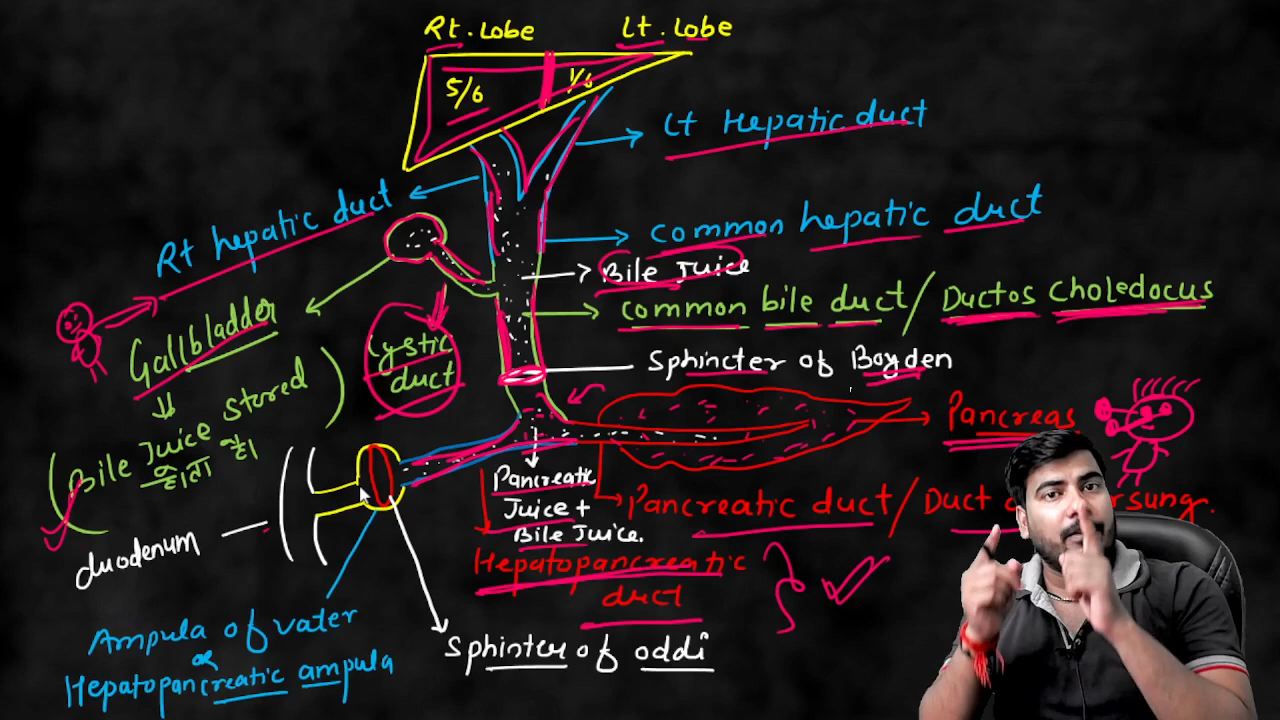 Rt. Lobe
Lt. Lobe
5/6
1/6
Lt Hepatic duct
Rt hepatic duct
common hepatic duct
Bile Juice
Gallbladder
common bile duct / Ductos Choledocus
Cystic
duct
Sphincter of Boyden
(Bile Juice stored
होता है)
Pancreas
Pancreatic
Juice +
Bile Juice.
Pancreatic duct / Duct sung.
duodenum
Hepatopancreatic
duct
Ampula of vater
or
Hepatopancreatic ampula
Sphinter of oddi